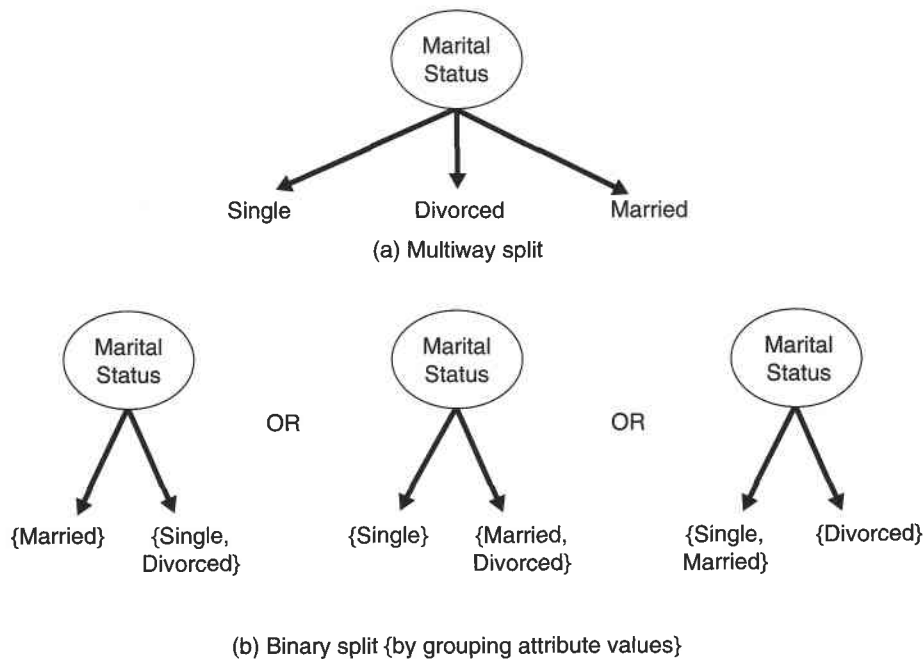 Marital
Status
Single Divorced Married
(a) Multiway split
Marital
Status
OR
Marital
Status
OR
Marital
Status
{Married} {Single,
Divorced}
{Single} {Married,
Divorced}
{Single,
Married}
{Divorced}
(b) Binary split {by grouping attribute values}